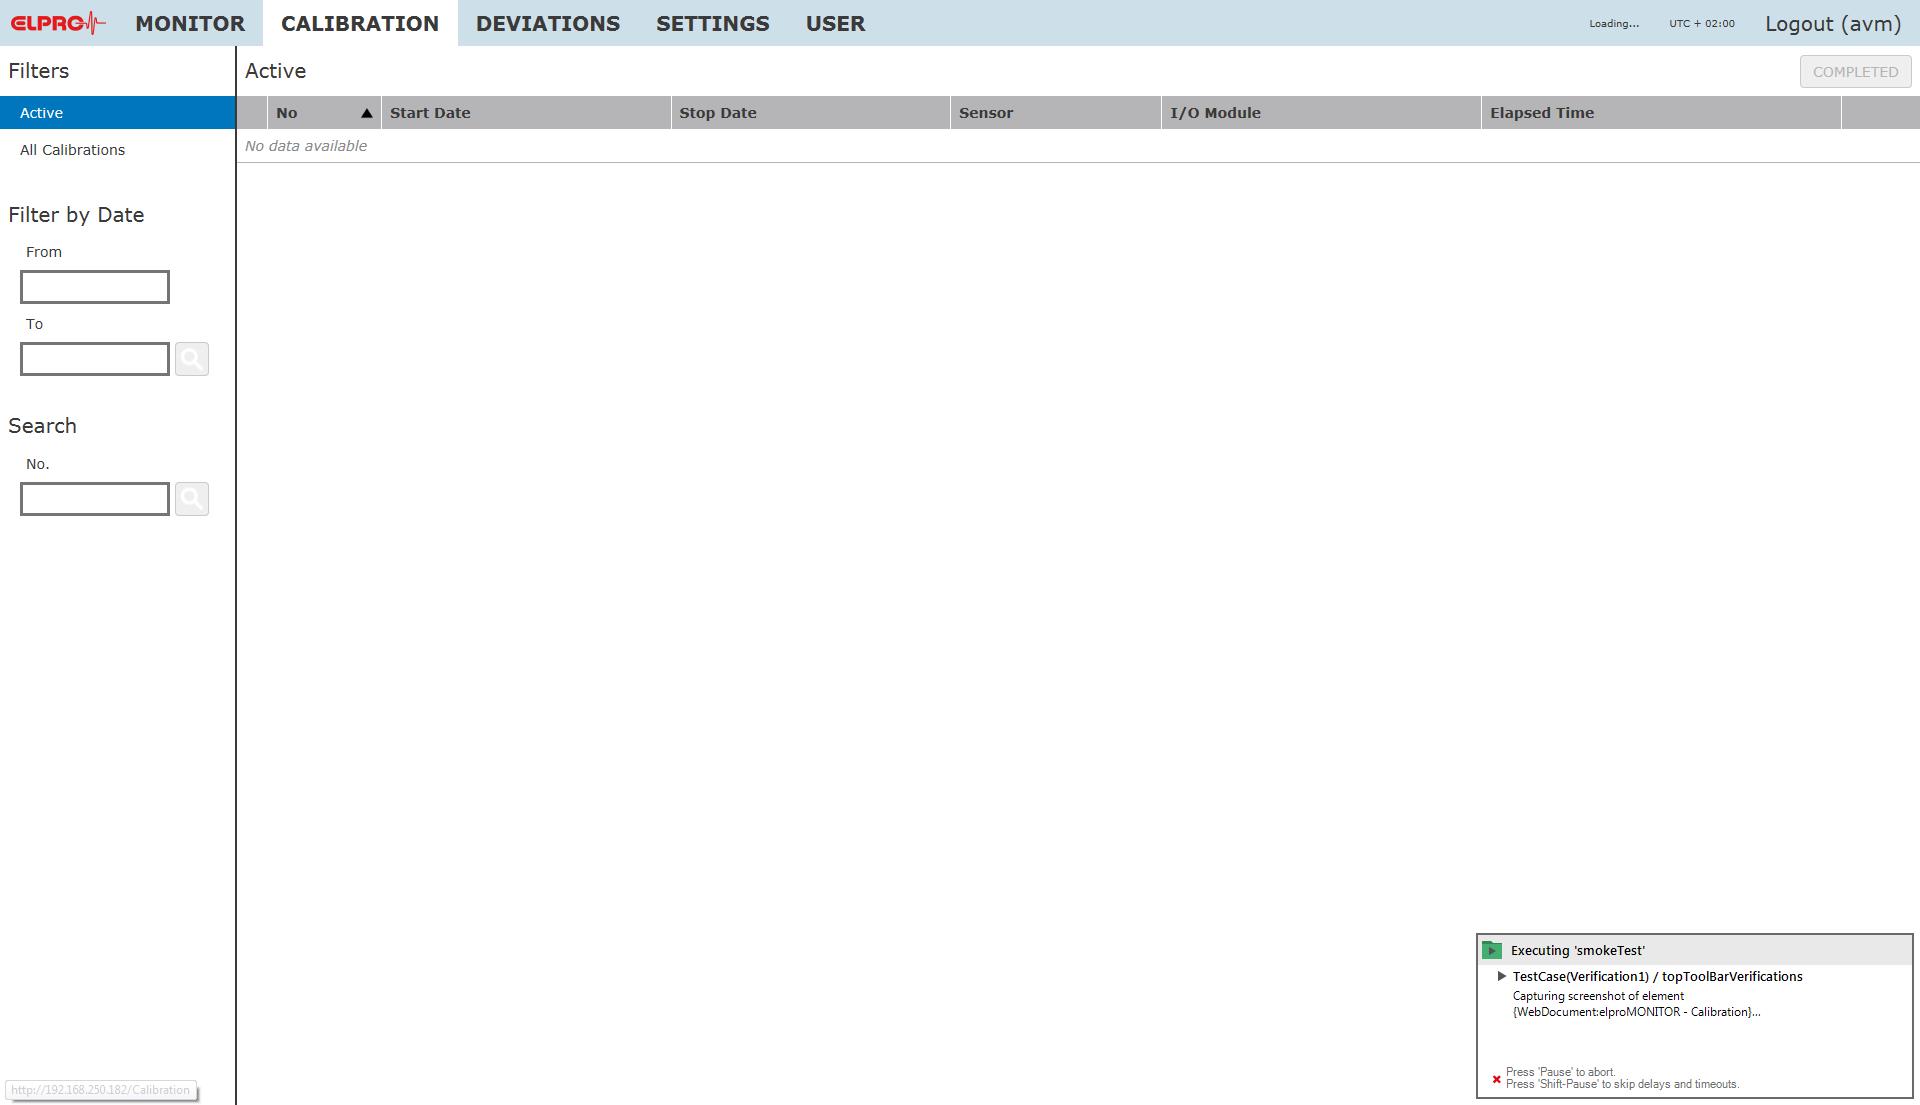 ELPRO MONITOR CALIBRATION DEVIATIONS SETTINGS USER Loading... UTC + 02:00 Logout (avm)
Filters
Active
All Calibrations
Filter by Date
From
To
Search
No.
Active
COMPLETED
No Start Date Stop Date Sensor I/O Module Elapsed Time
No data available
Executing 'smokeTest'
TestCase(Verification1) / topToolBarVerifications
Capturing screenshot of element
{WebDocument:elproMONITOR - Calibration}...
Press 'Pause' to abort.
Press 'Shift-Pause' to skip delays and timeouts.
http://192.168.250.182/Calibration